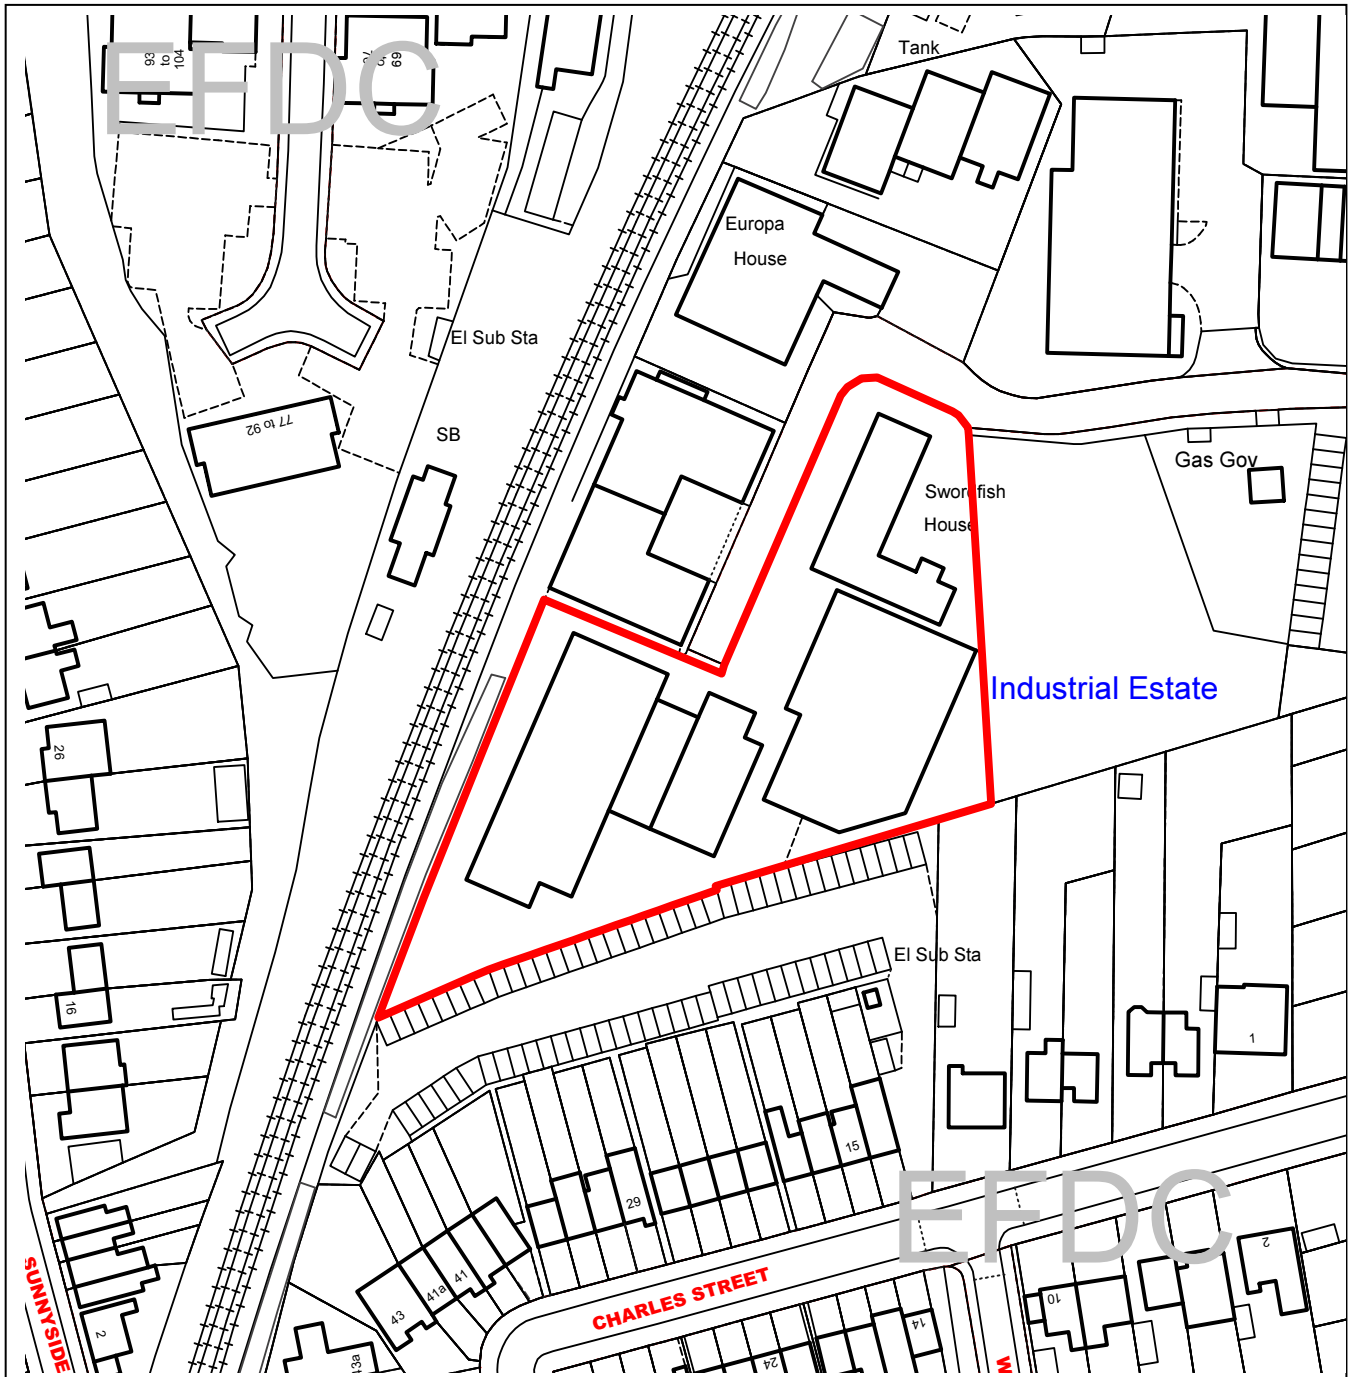 EFDC
93
to
104
69
Tank
Europa
House
El Sub Sta
77 to 92
SB
Gas Gov
Swordfish
House
Industrial Estate
26
El Sub Sta
16
1
15
29
EFDC
43
41a
41
CHARLES STREET
SUNNYSIDE
2
43a
24
14
10
2
W